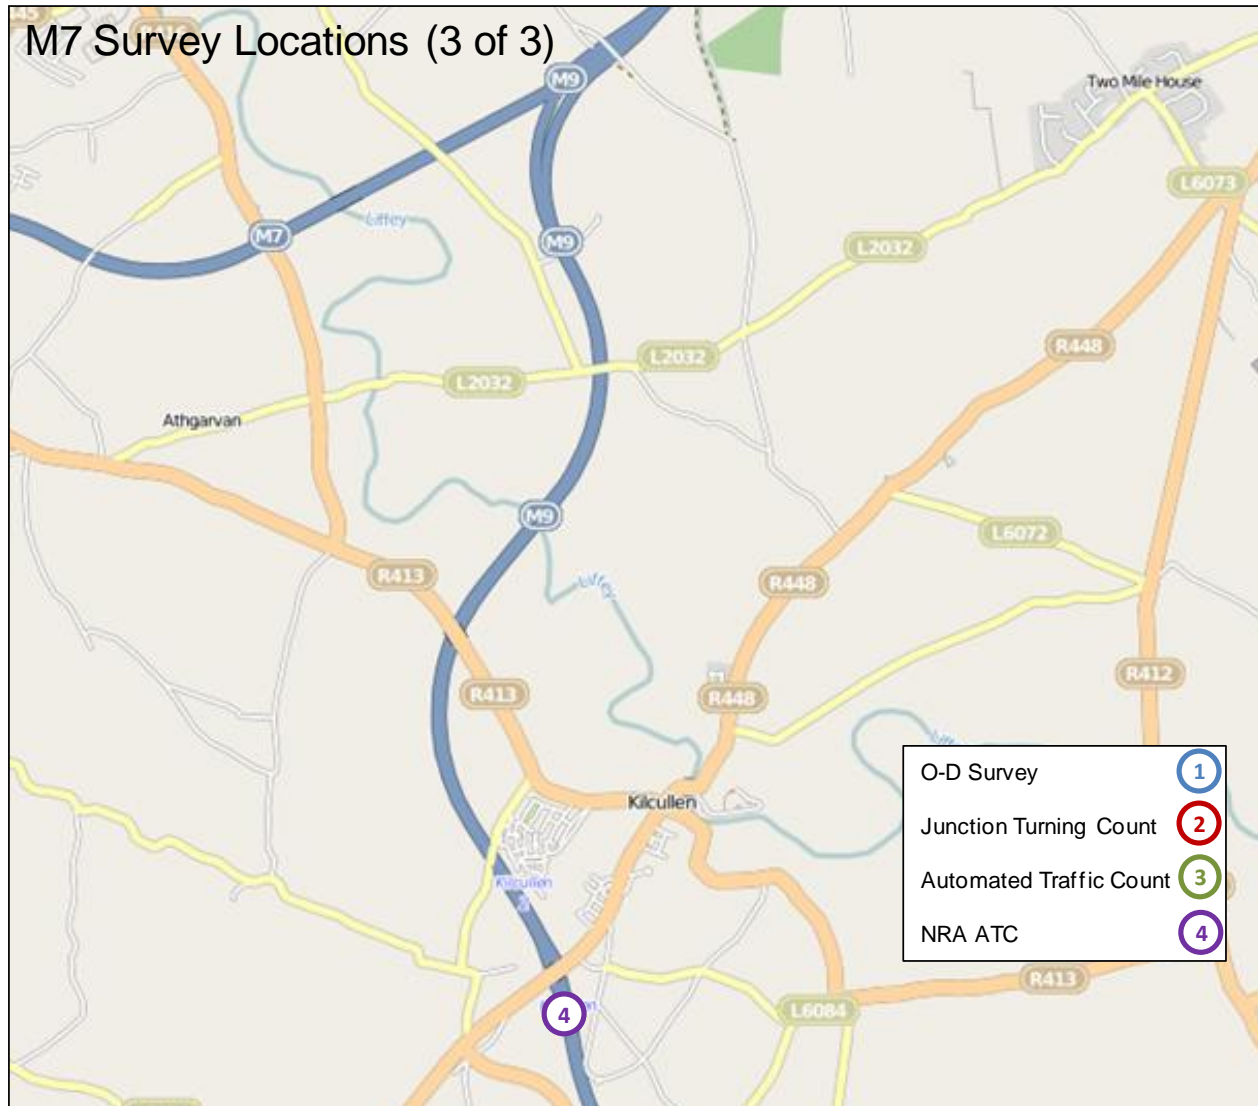 M7 Survey Locations (3 of 3)
M9
Two Mile House
L6073
Liffey
M7
M9
L2032
R448
L2032
L2032
Athgarvan
M9
L6072
R413
Liffey
R448
R412
R413
R448
O-D Survey 1
Kilcullen
Junction Turning Count 2
Automated Traffic Count 3
Kilcullen
NRA ATC 4
R413
4
L6084